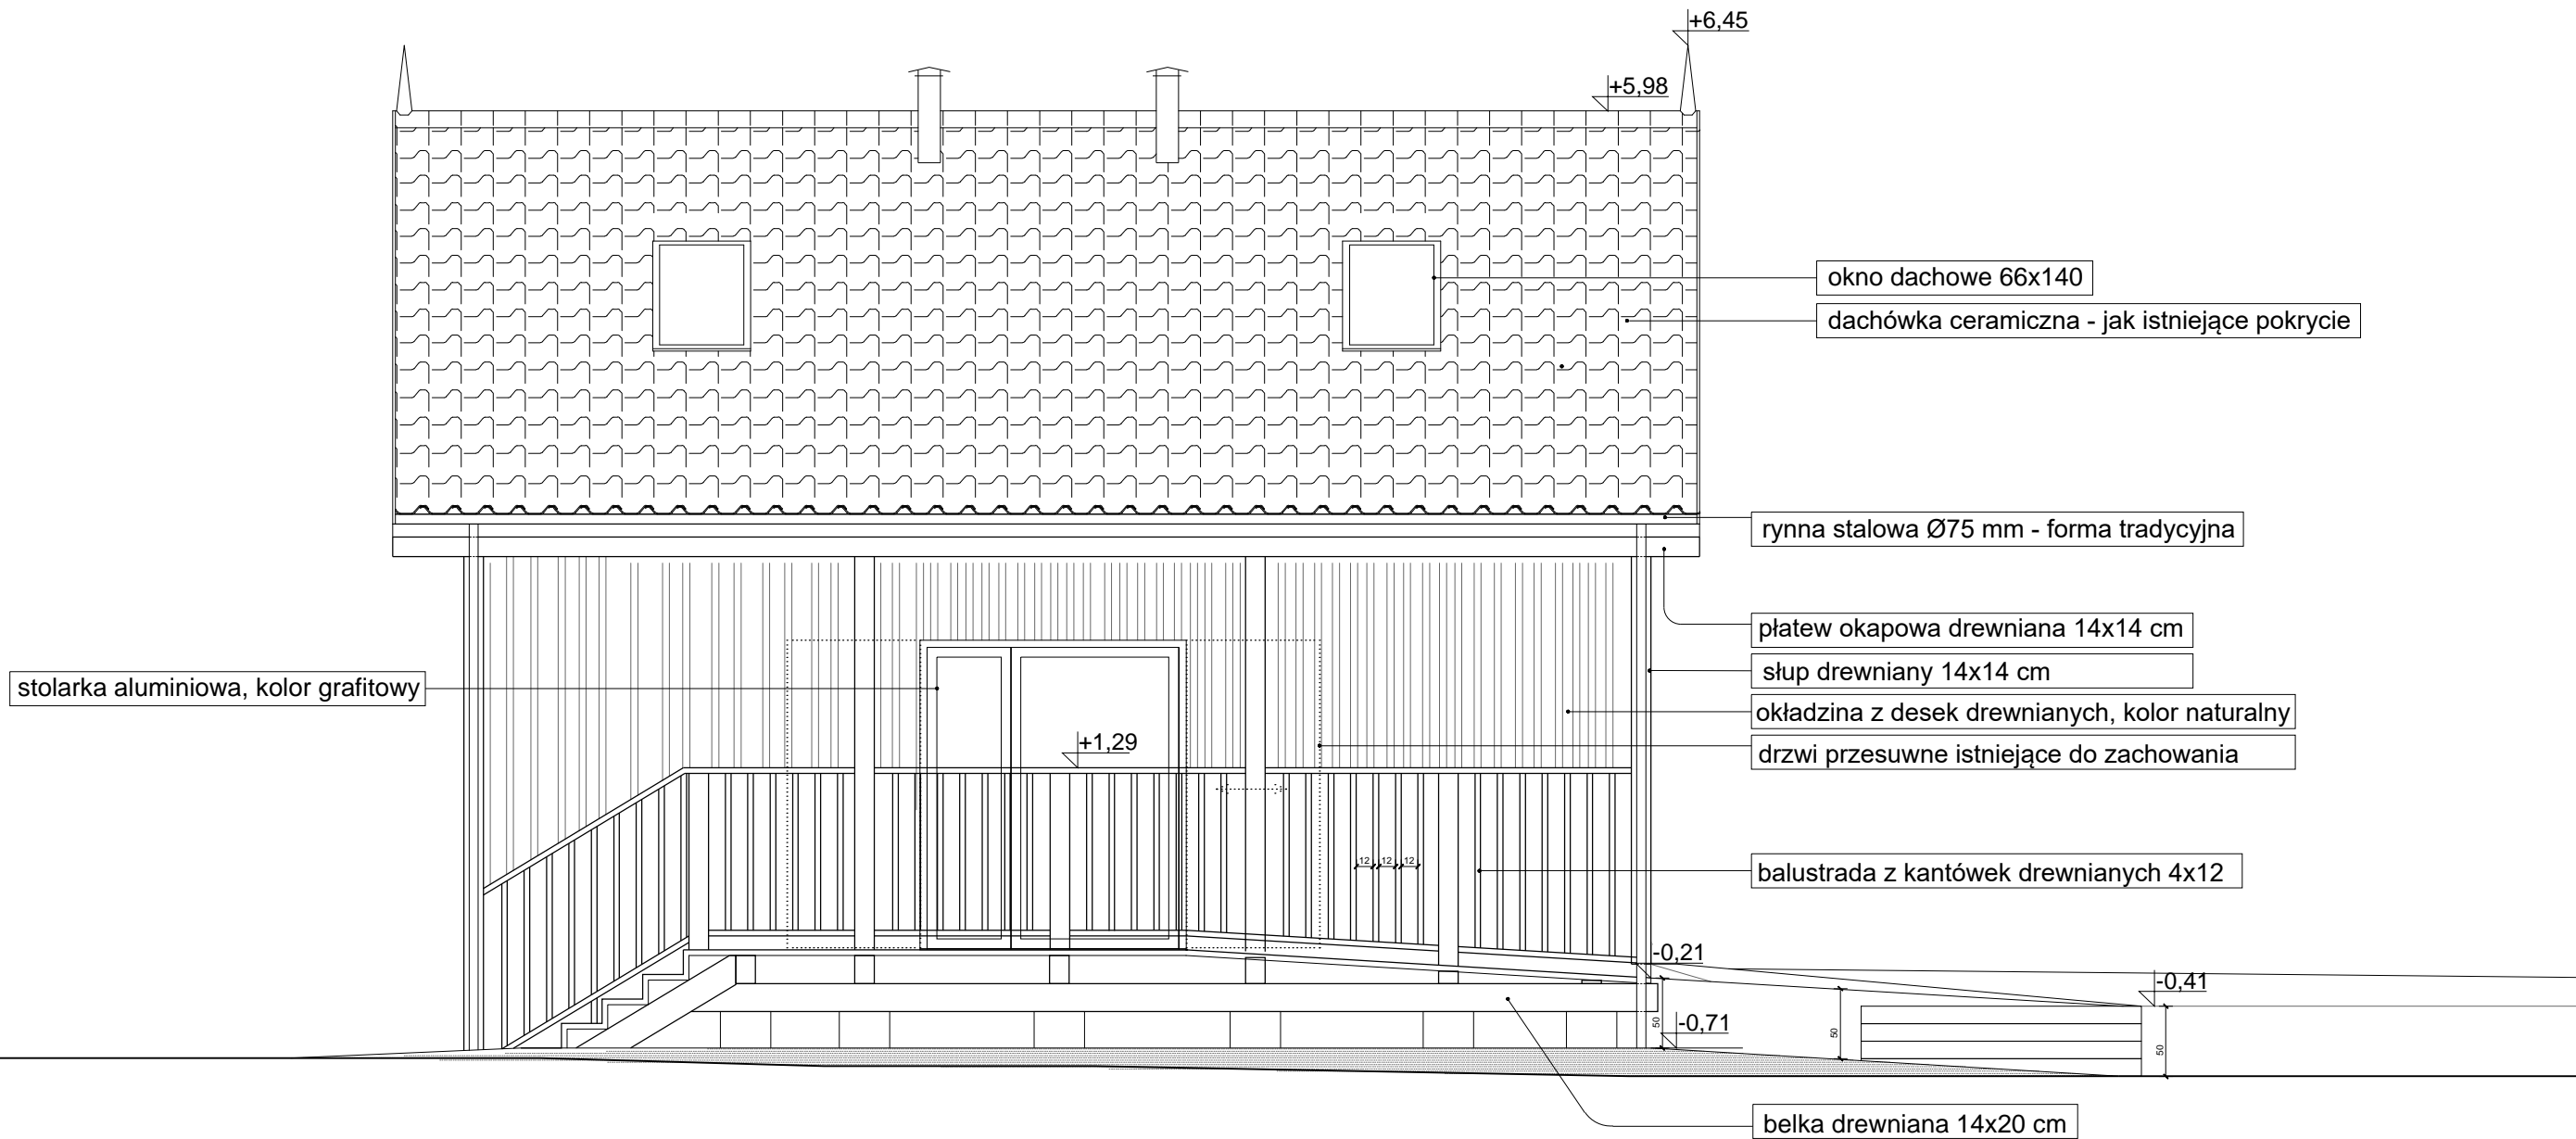 +6,45
+5,98
okno dachowe 66x140
dachówka ceramiczna - jak istniejące pokrycie
rynna stalowa Ø75 mm - forma tradycyjna
płatew okapowa drewniana 14x14 cm
słup drewniany 14x14 cm
stolarka aluminiowa, kolor grafitowy
okładzina z desek drewnianych, kolor naturalny
+1,29
drzwi przesuwne istniejące do zachowania
12 12 12
balustrada z kantówek drewnianych 4x12
-0,21
-0,41
50
-0,71
50
50
belka drewniana 14x20 cm